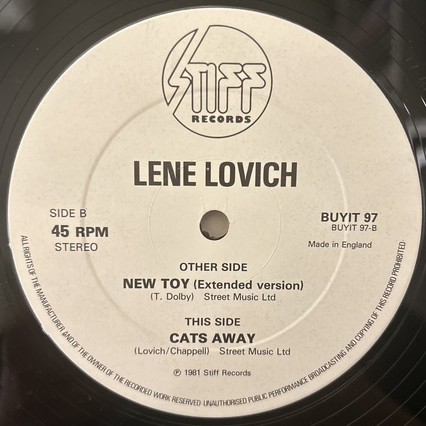 STIFF
RECORDS
LENE LOVICH
SIDE B
45 RPM
STEREO
BUYIT 97
BUYIT 97-B
Made in England
OTHER SIDE
NEW TOY (Extended version)
(T. Dolby) Street Music Ltd
THIS SIDE
CATS AWAY
(Lovich/Chappell) Street Music Ltd
℗ 1981 Stiff Records
ALL RIGHTS OF THE MANUFACTURER AND OF THE OWNER OF THE RECORDED WORK RESERVED UNAUTHORISED PUBLIC PERFORMANCE BROADCASTING AND COPYING OF THIS RECORD PROHIBITED